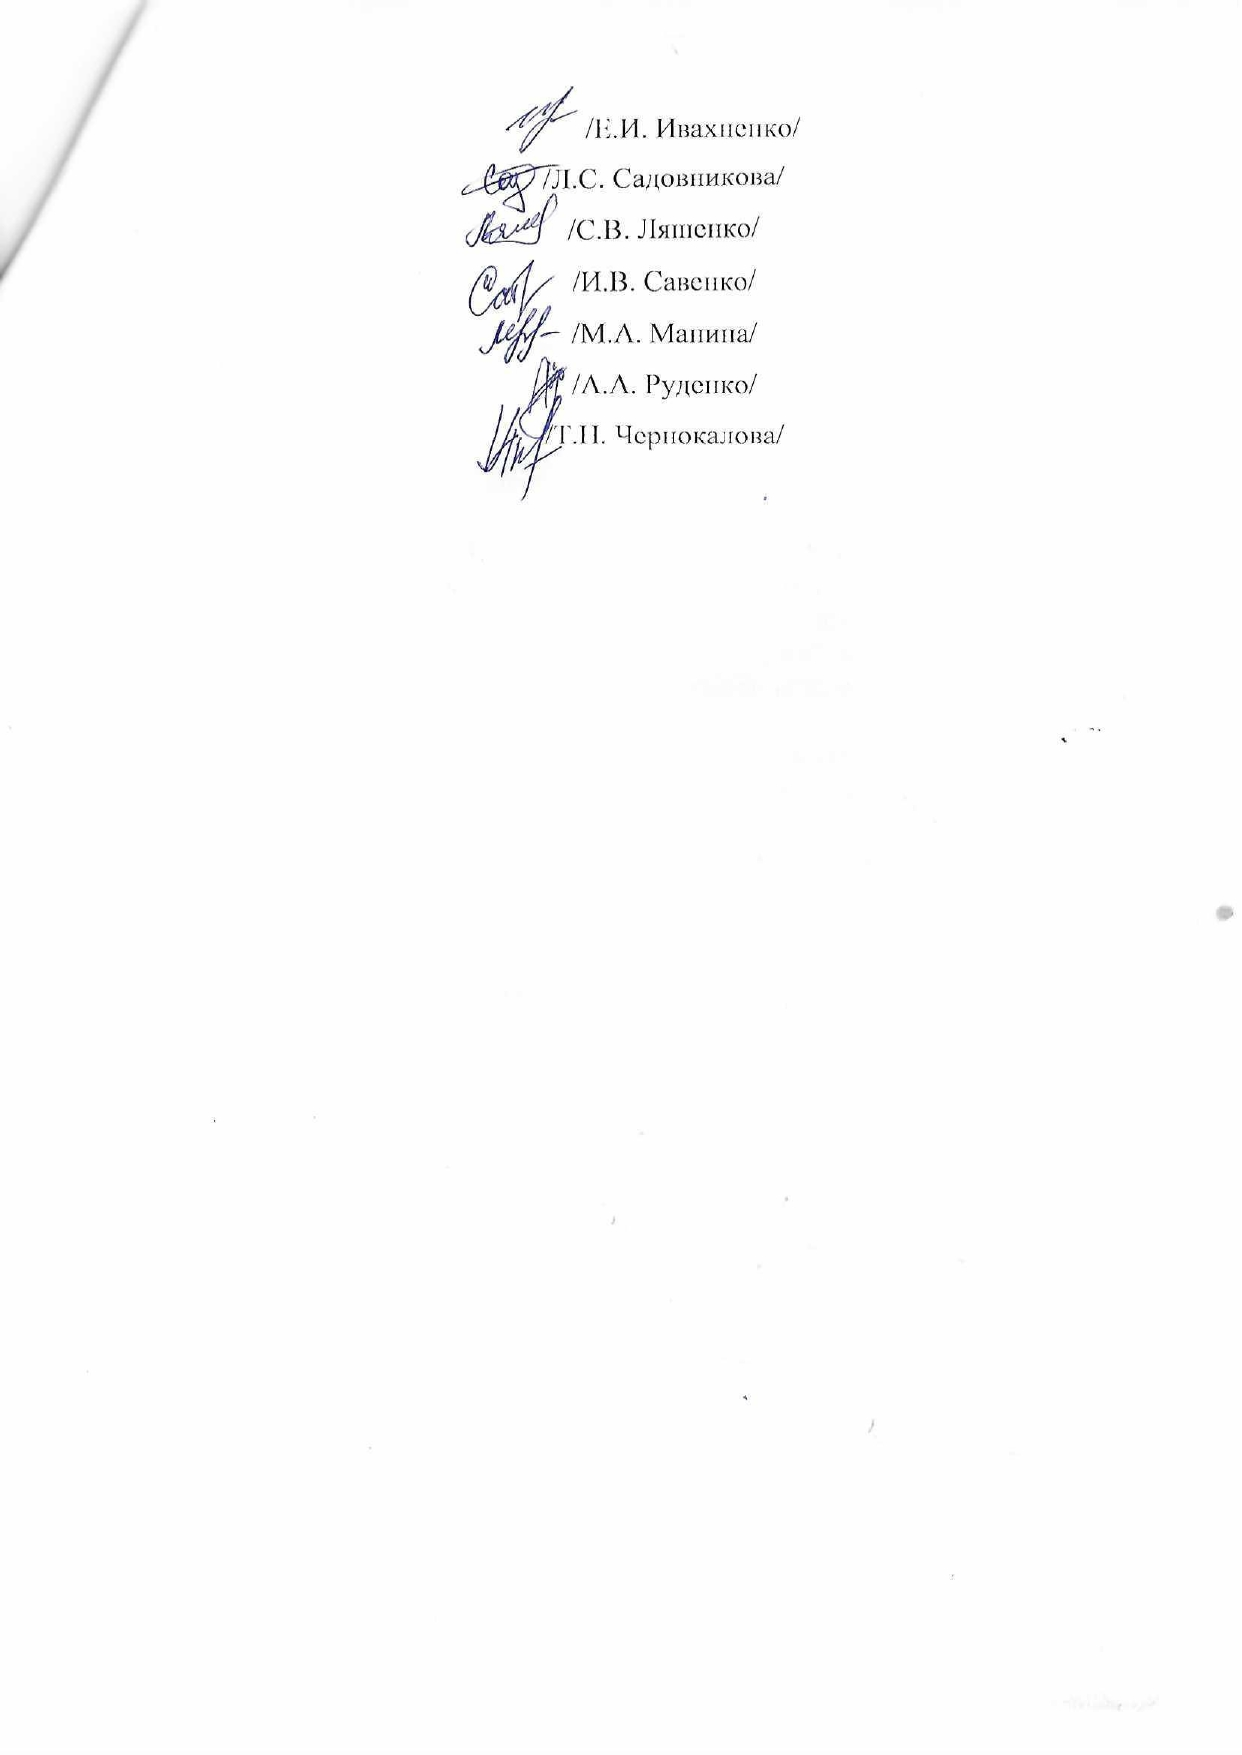 /Е.И. Ивахненко/
/Л.С. Садовникова/
/С.В. Ляшенко/
/И.В. Савенко/
/М.А. Манина/
/А.А. Руденко/
/Т.Н. Чернокалова/